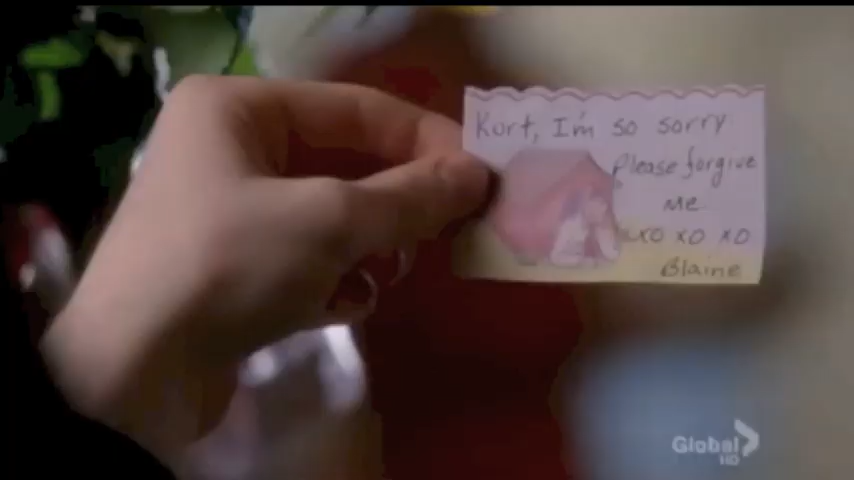 Kurt, I'm so sorry
Please forgive
me
xo xo xo
Blaine
Global
HD